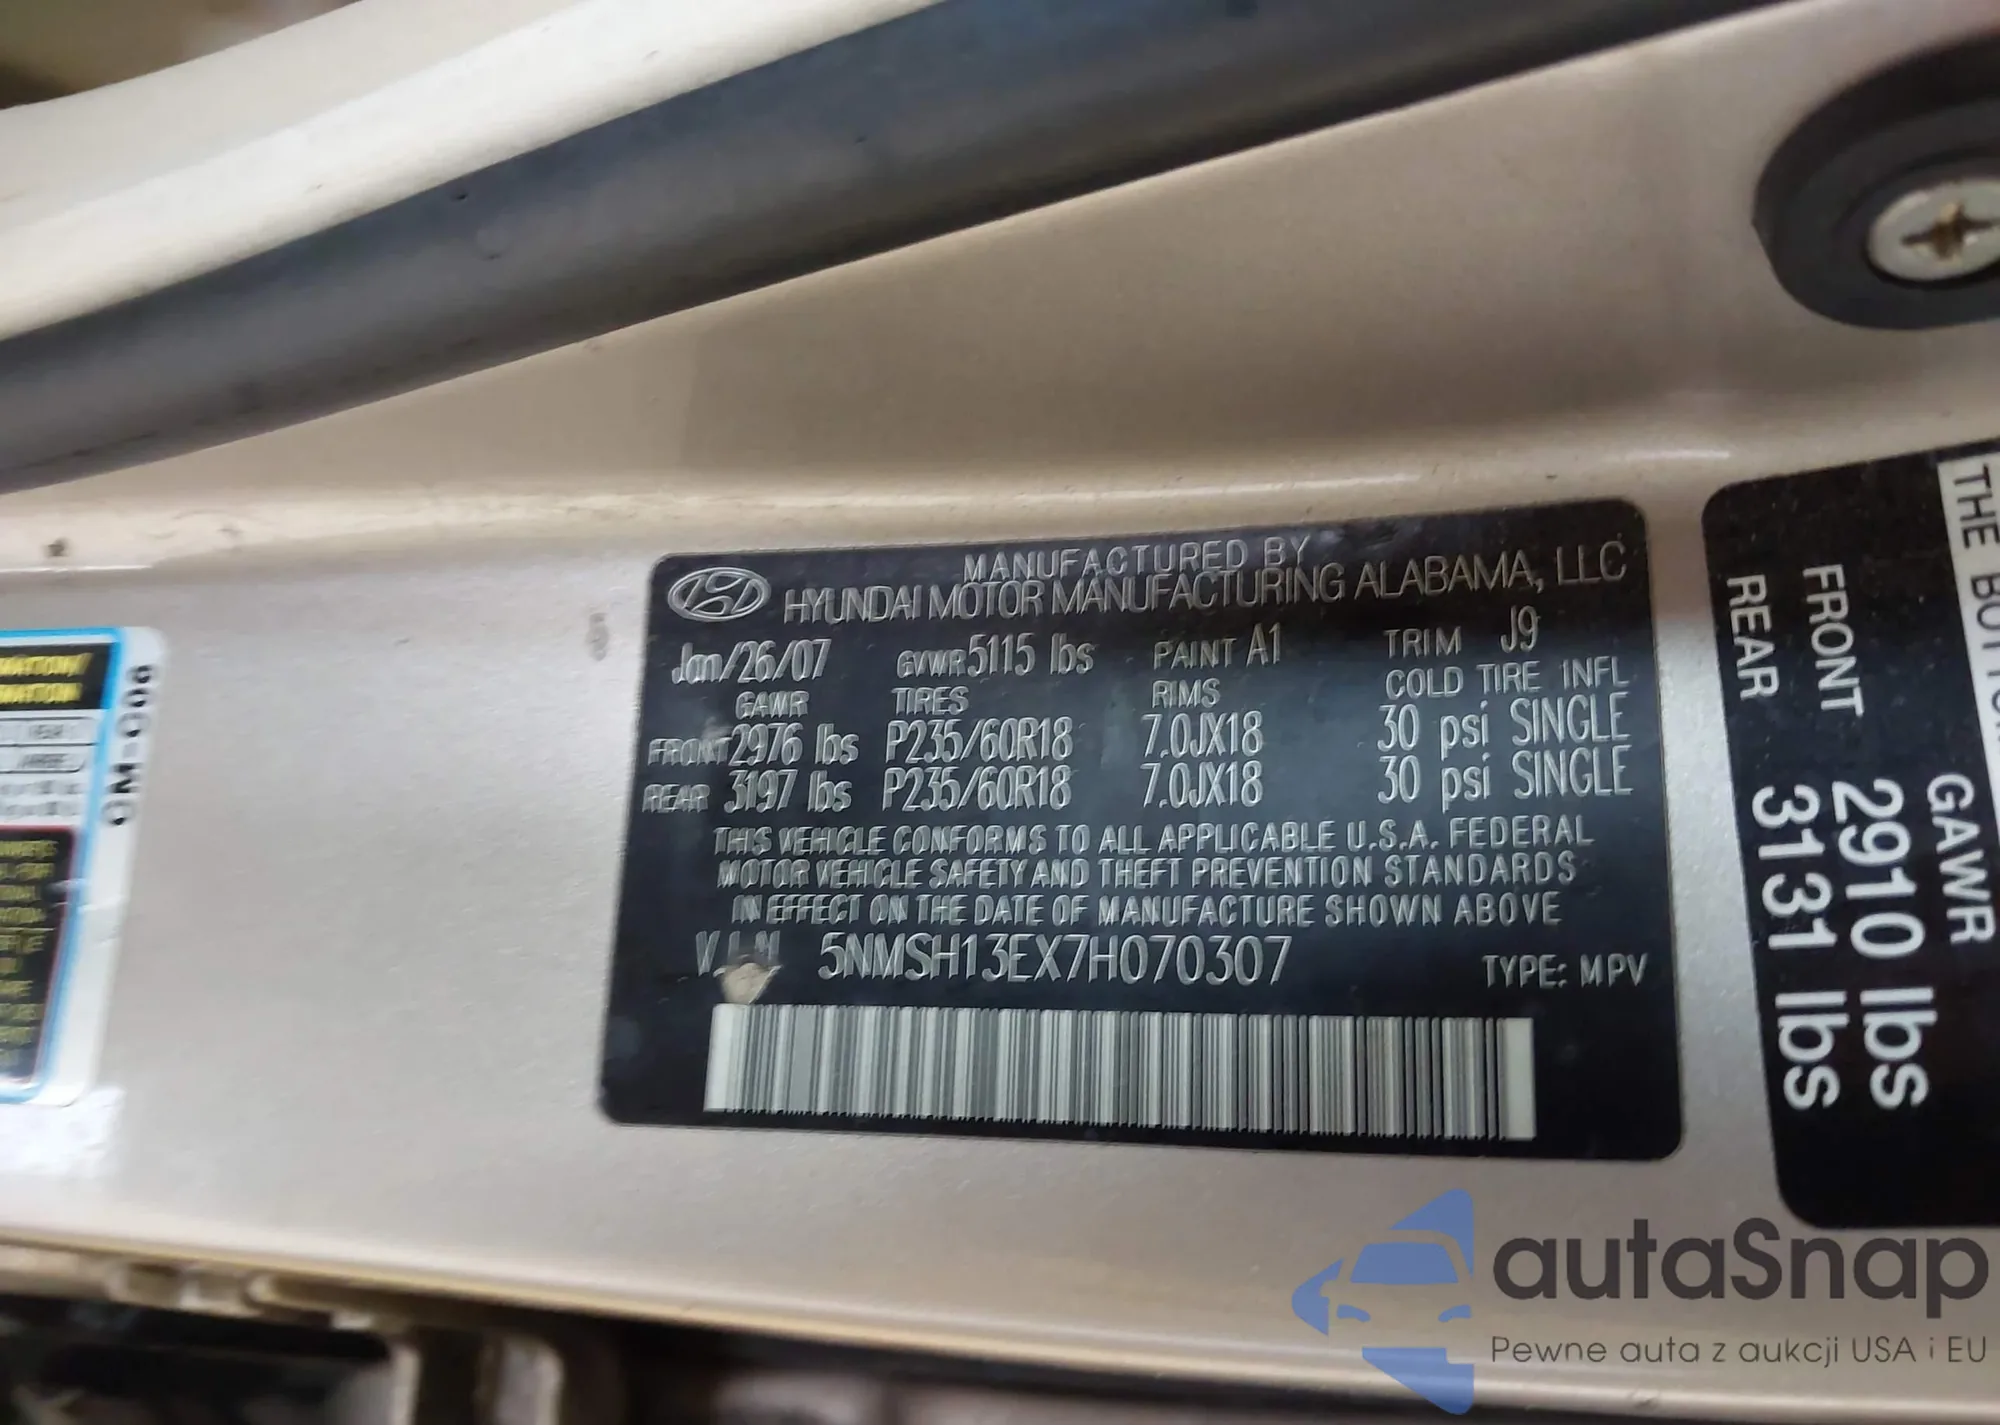 MANUFACTURED BY
HYUNDAI MOTOR MANUFACTURING ALABAMA, LLC
Jan/26/07 GVWR 5115 lbs PAINT A1 TRIM J9
GAWR TIRES RIMS COLD TIRE INFL
FRONT 2976 lbs P235/60R18 7.0JX18 30 psi SINGLE
REAR 3197 lbs P235/60R18 7.0JX18 30 psi SINGLE
THIS VEHICLE CONFORMS TO ALL APPLICABLE U.S.A. FEDERAL
MOTOR VEHICLE SAFETY AND THEFT PREVENTION STANDARDS
IN EFFECT ON THE DATE OF MANUFACTURE SHOWN ABOVE
V.I.N 5NMSH13EX7H070307 TYPE: MPV
THE
GAWR
FRONT 2910 lbs
REAR 3131 lbs
autaSnap
Pewne auta z aukcji USA i EU